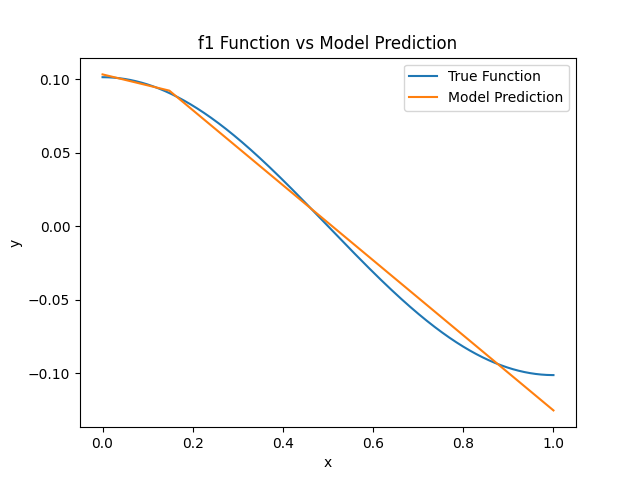 f1 Function vs Model Prediction
True Function
Model Prediction
0.10
0.05
0.00
−0.05
−0.10
y
0.0 0.2 0.4 0.6 0.8 1.0
x